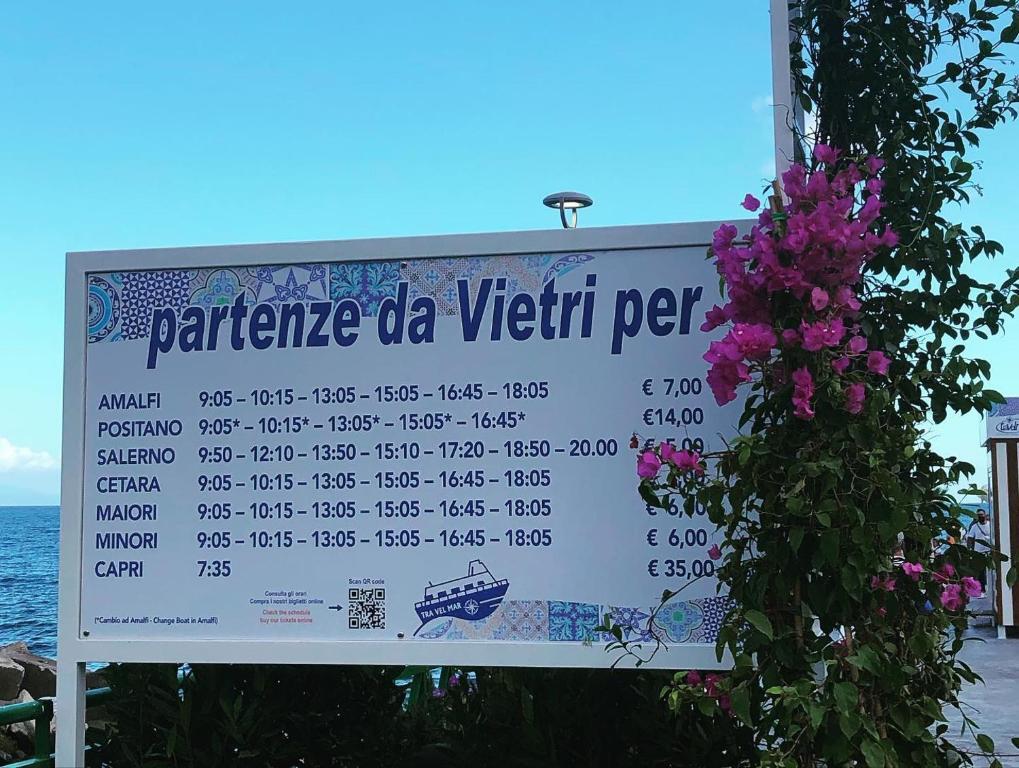 partenze da Vietri per
AMALFI 9:05 – 10:15 – 13:05 – 15:05 – 16:45 – 18:05 € 7,00
POSITANO 9:05* – 10:15* – 13:05* – 15:05* – 16:45* €14,00
SALERNO 9:50 – 12:10 – 13:50 – 15:10 – 17:20 – 18:50 – 20.00 € 5,00
CETARA 9:05 – 10:15 – 13:05 – 15:05 – 16:45 – 18:05
MAIORI 9:05 – 10:15 – 13:05 – 15:05 – 16:45 – 18:05 € 6,00
MINORI 9:05 – 10:15 – 13:05 – 15:05 – 16:45 – 18:05 € 6,00
CAPRI 7:35 € 35,00
Scan QR code
Consulta gli orari
Compra i nostri biglietti online
Check the schedule
buy our tickets online
TRA VEL MAR
(*Cambio ad Amalfi - Change Boat in Amalfi)